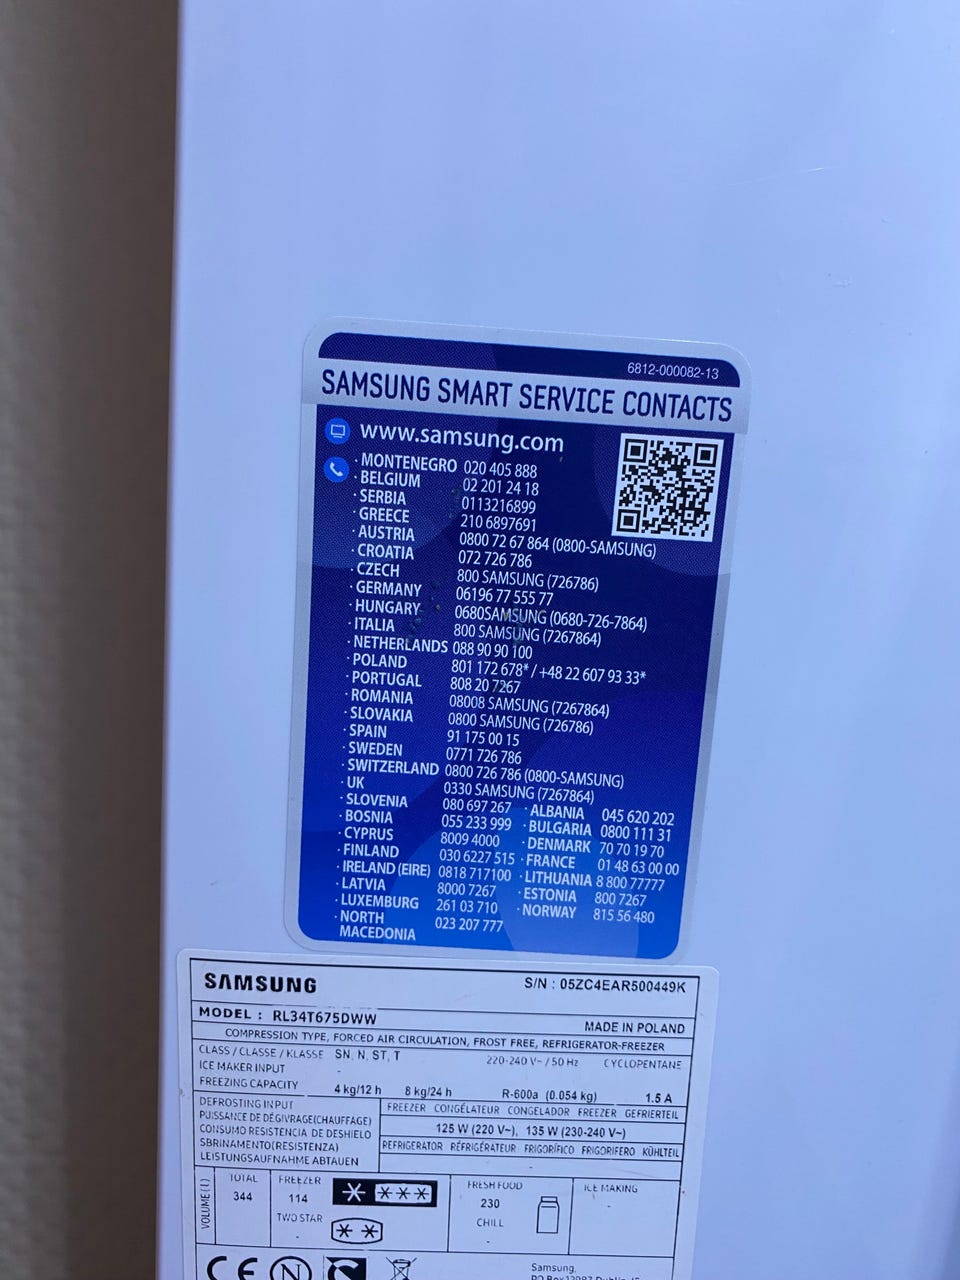 6812-000082-13
SAMSUNG SMART SERVICE CONTACTS
www.samsung.com
· MONTENEGRO 020 405 888
· BELGIUM 02 201 24 18
· SERBIA 0113216899
· GREECE 210 6897691
· AUSTRIA 0800 72 67 864 (0800-SAMSUNG)
· CROATIA 072 726 786
· CZECH 800 SAMSUNG (726786)
· GERMANY 06196 77 555 77
· HUNGARY 0680SAMSUNG (0680-726-7864)
· ITALIA 800 SAMSUNG (7267864)
· NETHERLANDS 088 90 90 100
· POLAND 801 172 678* / +48 22 607 93 33*
· PORTUGAL 808 20 7267
· ROMANIA 08008 SAMSUNG (7267864)
· SLOVAKIA 0800 SAMSUNG (726786)
· SPAIN 91 175 00 15
· SWEDEN 0771 726 786
· SWITZERLAND 0800 726 786 (0800-SAMSUNG)
· UK 0330 SAMSUNG (7267864)
· SLOVENIA 080 697 267 · ALBANIA 045 620 202
· BOSNIA 055 233 999 · BULGARIA 0800 111 31
· CYPRUS 8009 4000 · DENMARK 70 70 19 70
· FINLAND 030 6227 515 · FRANCE 01 48 63 00 00
· IRELAND (EIRE) 0818 717100 · LITHUANIA 8 800 77777
· LATVIA 8000 7267 · ESTONIA 800 7267
· LUXEMBURG 261 03 710 · NORWAY 815 56 480
· NORTH 023 207 777
MACEDONIA
SAMSUNG S/N : 05ZC4EAR500449K
MODEL : RL34T675DWW MADE IN POLAND
COMPRESSION TYPE, FORCED AIR CIRCULATION, FROST FREE, REFRIGERATOR-FREEZER
CLASS / CLASSE / KLASSE SN, N, ST, T 220-240 V~ / 50 Hz CYCLOPENTANE
ICE MAKER INPUT
FREEZING CAPACITY 4 kg/12 h 8 kg/24 h R-600a (0.054 kg) 1.5 A
DEFROSTING INPUT FREEZER CONGÉLATEUR CONGELADOR FREEZER GEFRIERTEIL
PUISSANCE DE DÉGIVRAGE(CHAUFFAGE) 125 W (220 V~), 135 W (230-240 V~)
CONSUMO RESISTENCIA DE DESHIELO REFRIGERATOR RÉFRIGÉRATEUR FRIGORÍFICO FRIGORIFERO KÜHLTEIL
SBRINAMENTO(RESISTENZA)
LEISTUNGSAUFNAHME ABTAUEN
VOLUME (ℓ) TOTAL FREEZER FRESH FOOD ICE MAKING
344 114 230
TWO STAR CHILL
- -
CE N
Samsung,